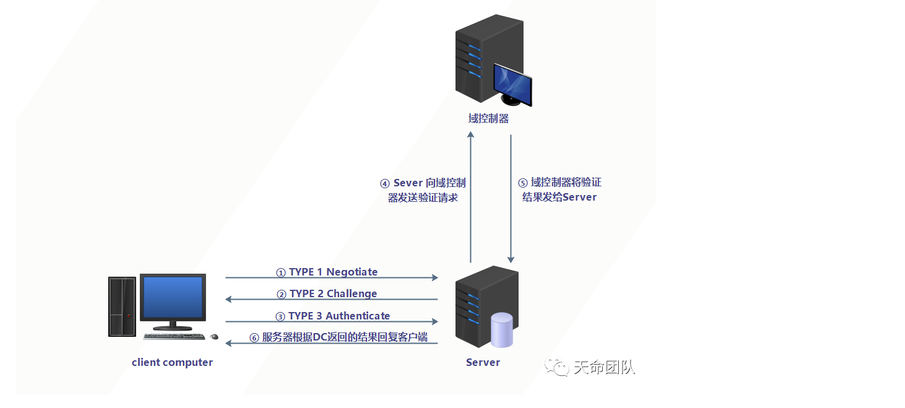 域控制器
④ Sever 向域控制
器发送验证请求
⑤ 域控制器将验证
结果发给Server
① TYPE 1 Negotiate
② TYPE 2 Challenge
③ TYPE 3 Authenticate
⑥ 服务器根据DC返回的结果回复客户端
client computer
Server
天命团队